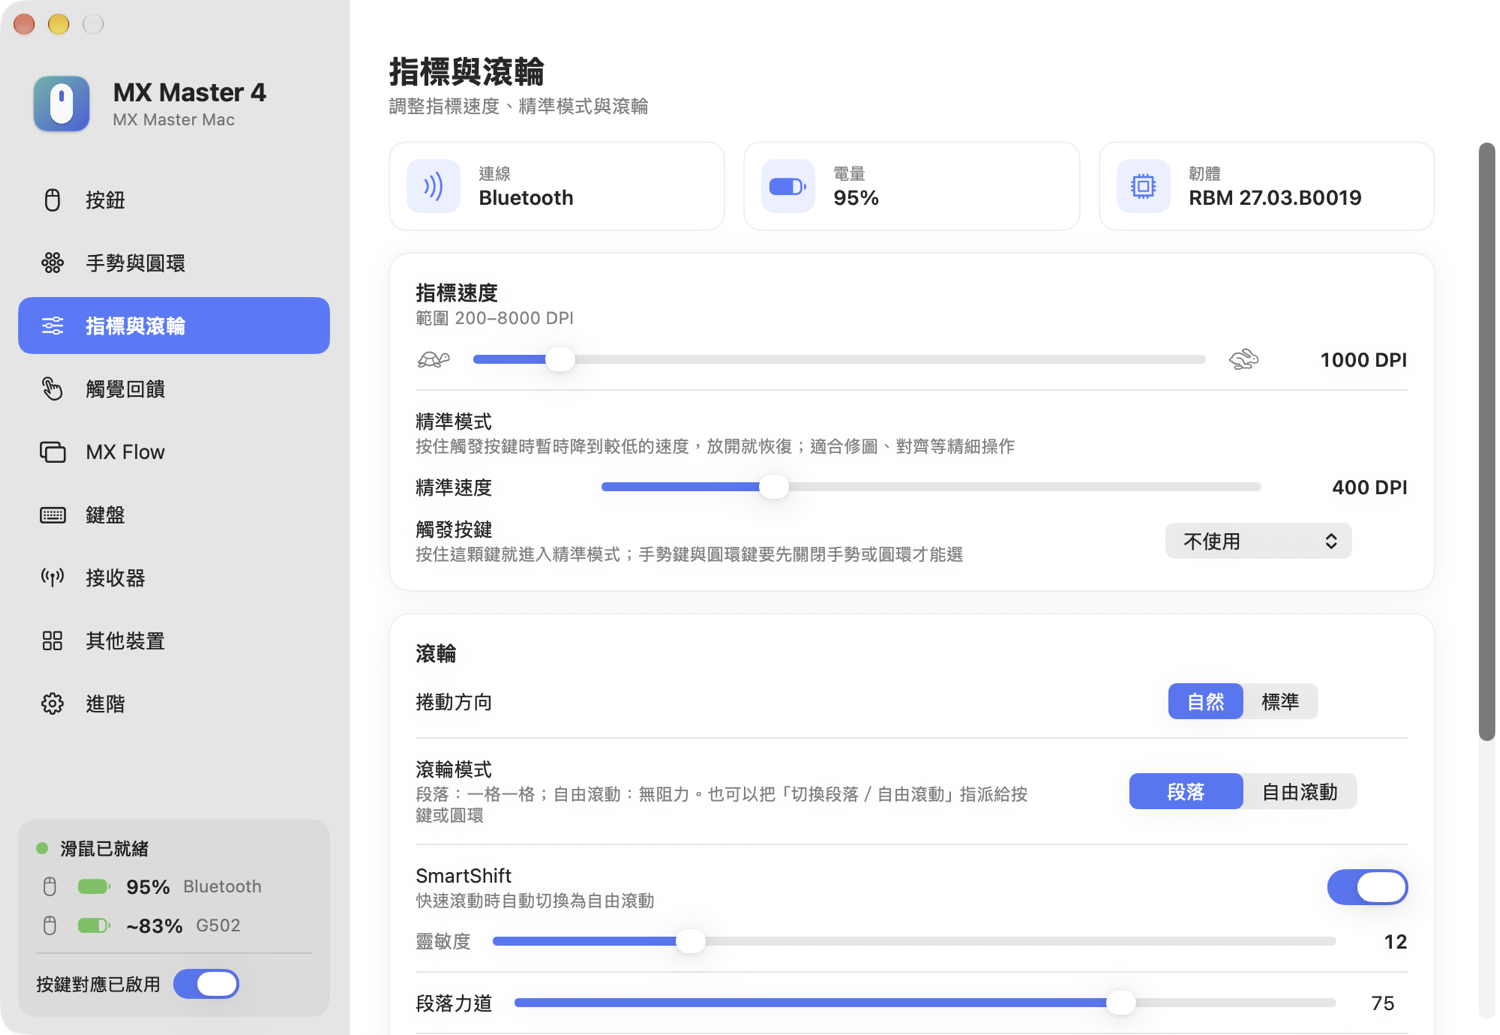 MX Master 4
MX Master Mac
按鈕
手勢與圓環
指標與滾輪
觸覺回饋
MX Flow
鍵盤
接收器
其他裝置
進階
滑鼠已就緒
95% Bluetooth
~83% G502
按鍵對應已啟用
指標與滾輪
調整指標速度、精準模式與滾輪
連線
Bluetooth
電量
95%
韌體
RBM 27.03.B0019
指標速度
範圍 200–8000 DPI
1000 DPI
精準模式
按住觸發按鍵時暫時降到較低的速度，放開就恢復；適合修圖、對齊等精細操作
精準速度
400 DPI
觸發按鍵
按住這顆鍵就進入精準模式；手勢鍵與圓環鍵要先關閉手勢或圓環才能選
不使用
滾輪
捲動方向
自然 標準
滾輪模式
段落：一格一格；自由滾動：無阻力。也可以把「切換段落 / 自由滾動」指派給按
鍵或圓環
段落 自由滾動
SmartShift
快速滾動時自動切換為自由滾動
靈敏度
12
段落力道
75